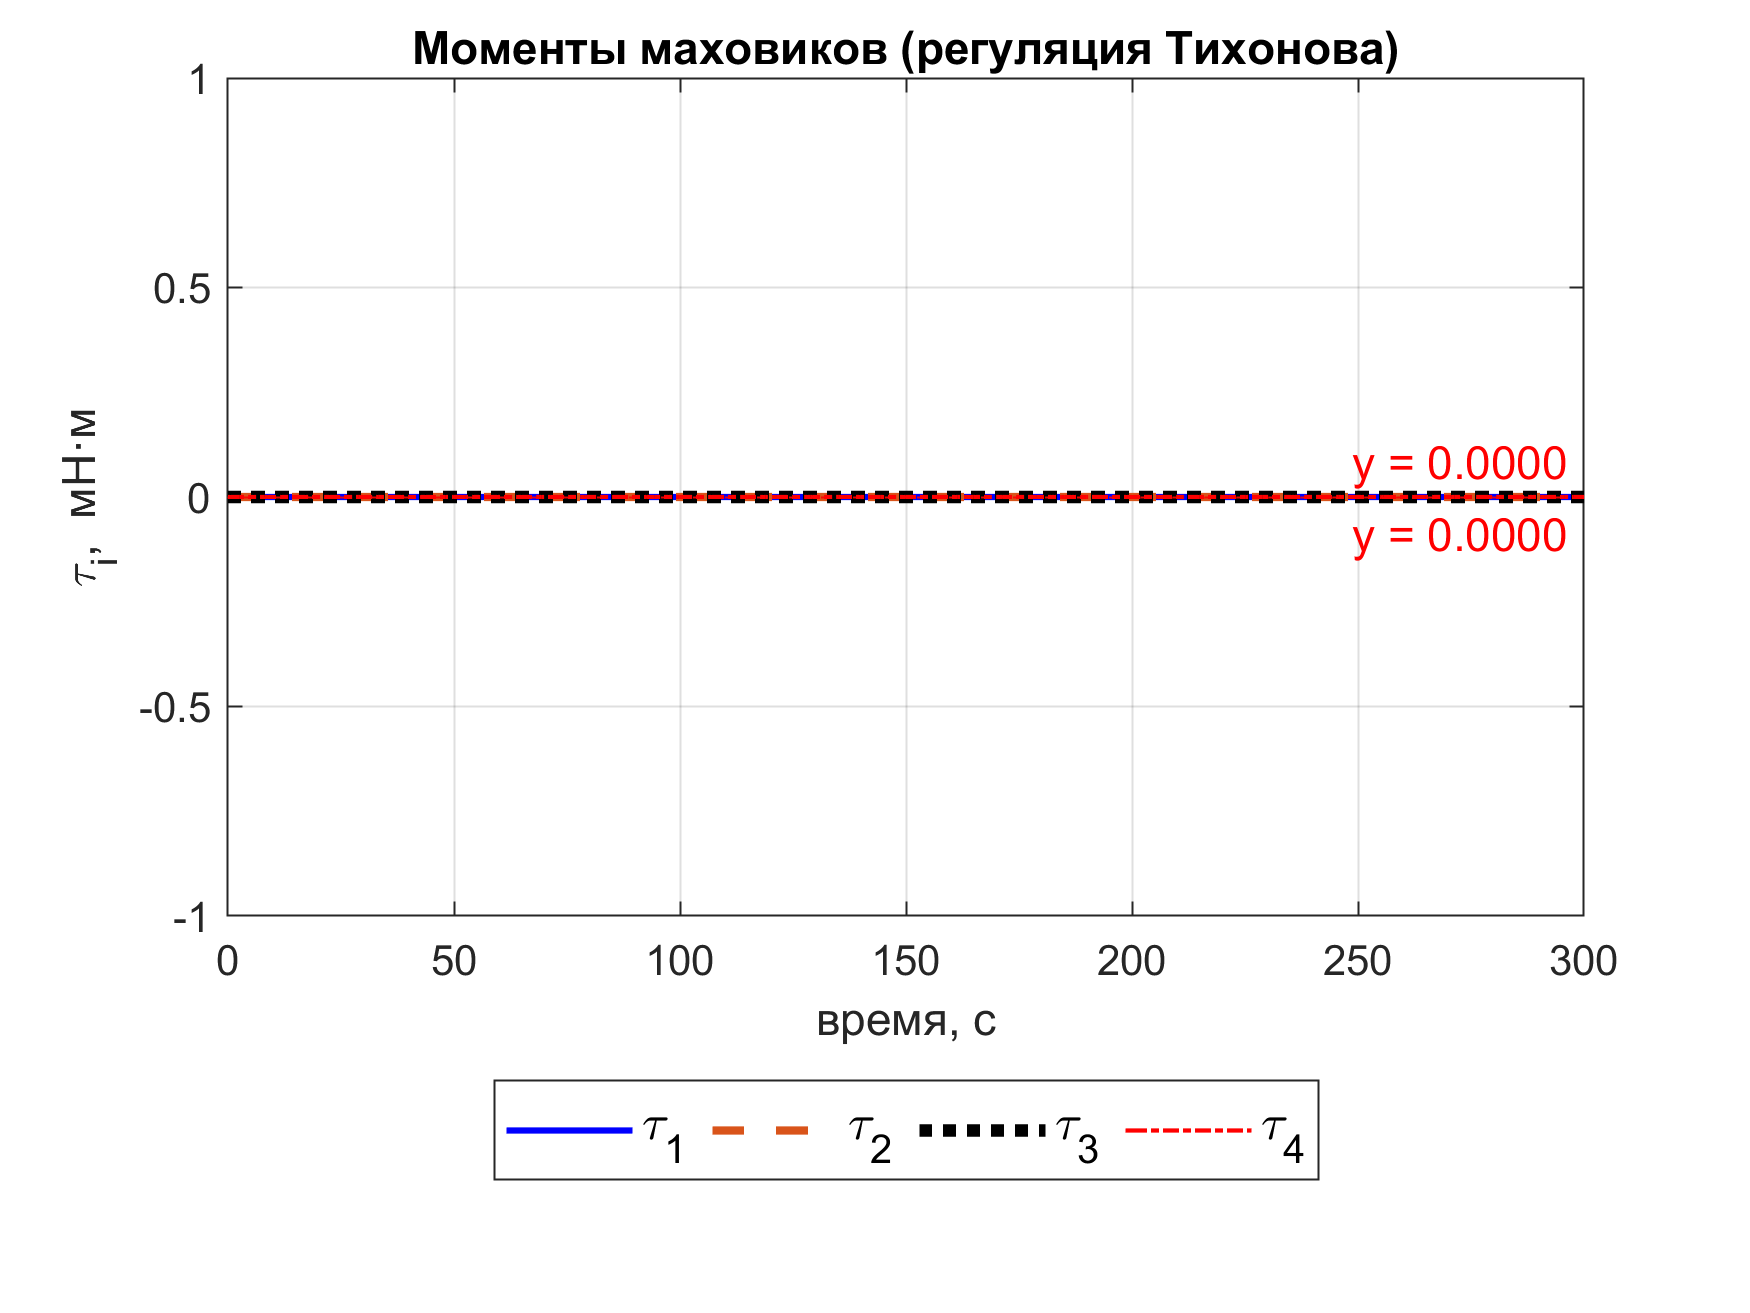 Моменты маховиков (регуляция Тихонова)
1
0.5
0
-0.5
-1
τi, мН·м
y = 0.0000
y = 0.0000
0 50 100 150 200 250 300
время, с
τ1 τ2 τ3 τ4